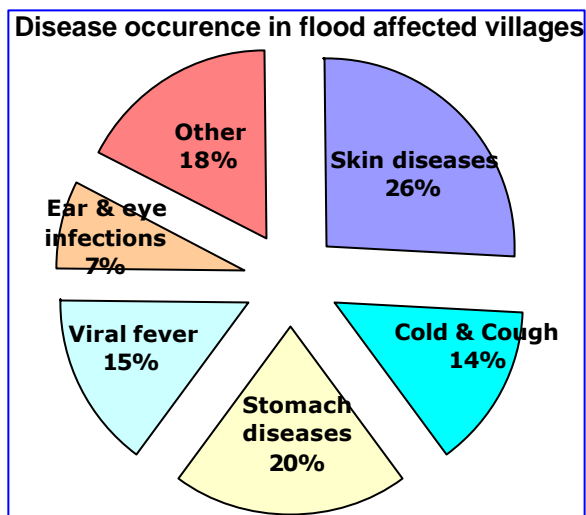 Disease occurence in flood affected villages
Other
18%
Skin diseases
26%
Ear & eye
infections
7%
Viral fever
15%
Cold & Cough
14%
Stomach
diseases
20%